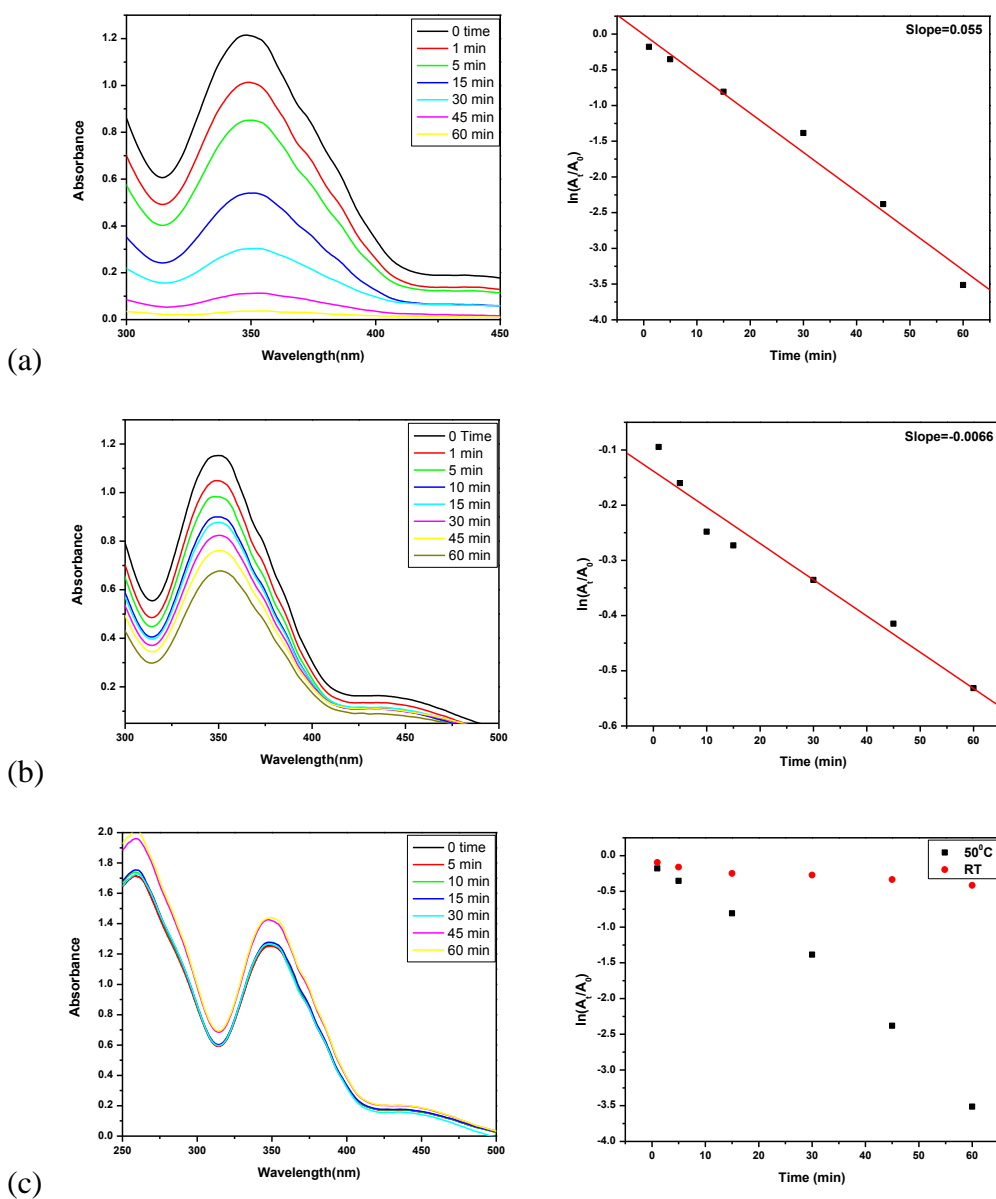 1.2
1.0
0.8
0.6
0.4
0.2
0.0
Absorbance
300
350
400
450
Wavelength(nm)
0 time
1 min
5 min
15 min
30 min
45 min
60 min
Slope=0.055
0.0
-0.5
-1.0
-1.5
-2.0
-2.5
-3.0
-3.5
-4.0
ln(At/A0)
0
10
20
30
40
50
60
Time (min)
(a)
1.2
1.0
0.8
0.6
0.4
0.2
Absorbance
300
350
400
450
500
Wavelength(nm)
0 Time
1 min
5 min
10 min
15 min
30 min
45 min
60 min
Slope=-0.0066
-0.1
-0.2
-0.3
-0.4
-0.5
-0.6
ln(At/A0)
0
10
20
30
40
50
60
Time (min)
(b)
2.0
1.8
1.6
1.4
1.2
1.0
0.8
0.6
0.4
0.2
0.0
Absorbance
250
300
350
400
450
500
Wavelength(nm)
0 time
5 min
10 min
15 min
30 min
45 min
60 min
50⁰C
RT
0.0
-0.5
-1.0
-1.5
-2.0
-2.5
-3.0
-3.5
-4.0
ln(At/A0)
0
10
20
30
40
50
60
Time (min)
(c)